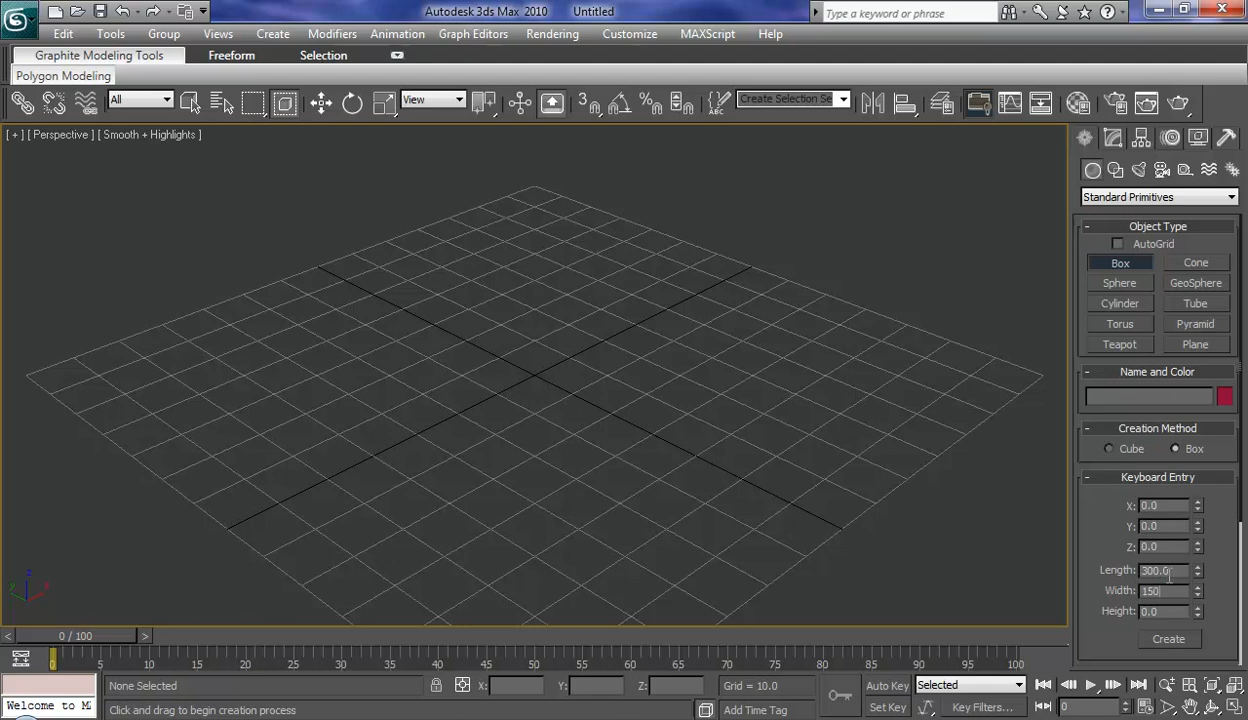 Autodesk 3ds Max 2010 Untitled
Type a keyword or phrase
Edit Tools Group Views Create Modifiers Animation Graph Editors Rendering Customize MAXScript Help
Graphite Modeling Tools Freeform Selection
Polygon Modeling
All View 3 Create Selection Se
[ + ] [ Perspective ] [ Smooth + Highlights ]
Standard Primitives
Object Type
AutoGrid
Box Cone
Sphere GeoSphere
Cylinder Tube
Torus Pyramid
Teapot Plane
Name and Color
Creation Method
Cube Box
Keyboard Entry
X: 0.0
Y: 0.0
Z: 0.0
Length: 300.0
Width: 150
Height: 0.0
Create
z
x
< 0 / 100 >
0 5 10 15 20 25 30 35 40 45 50 55 60 65 70 75 80 85 90 95 100
None Selected X: Y: Z: Grid = 10.0 Auto Key Selected
Welcome to M Click and drag to begin creation process Add Time Tag Set Key Key Filters... 0